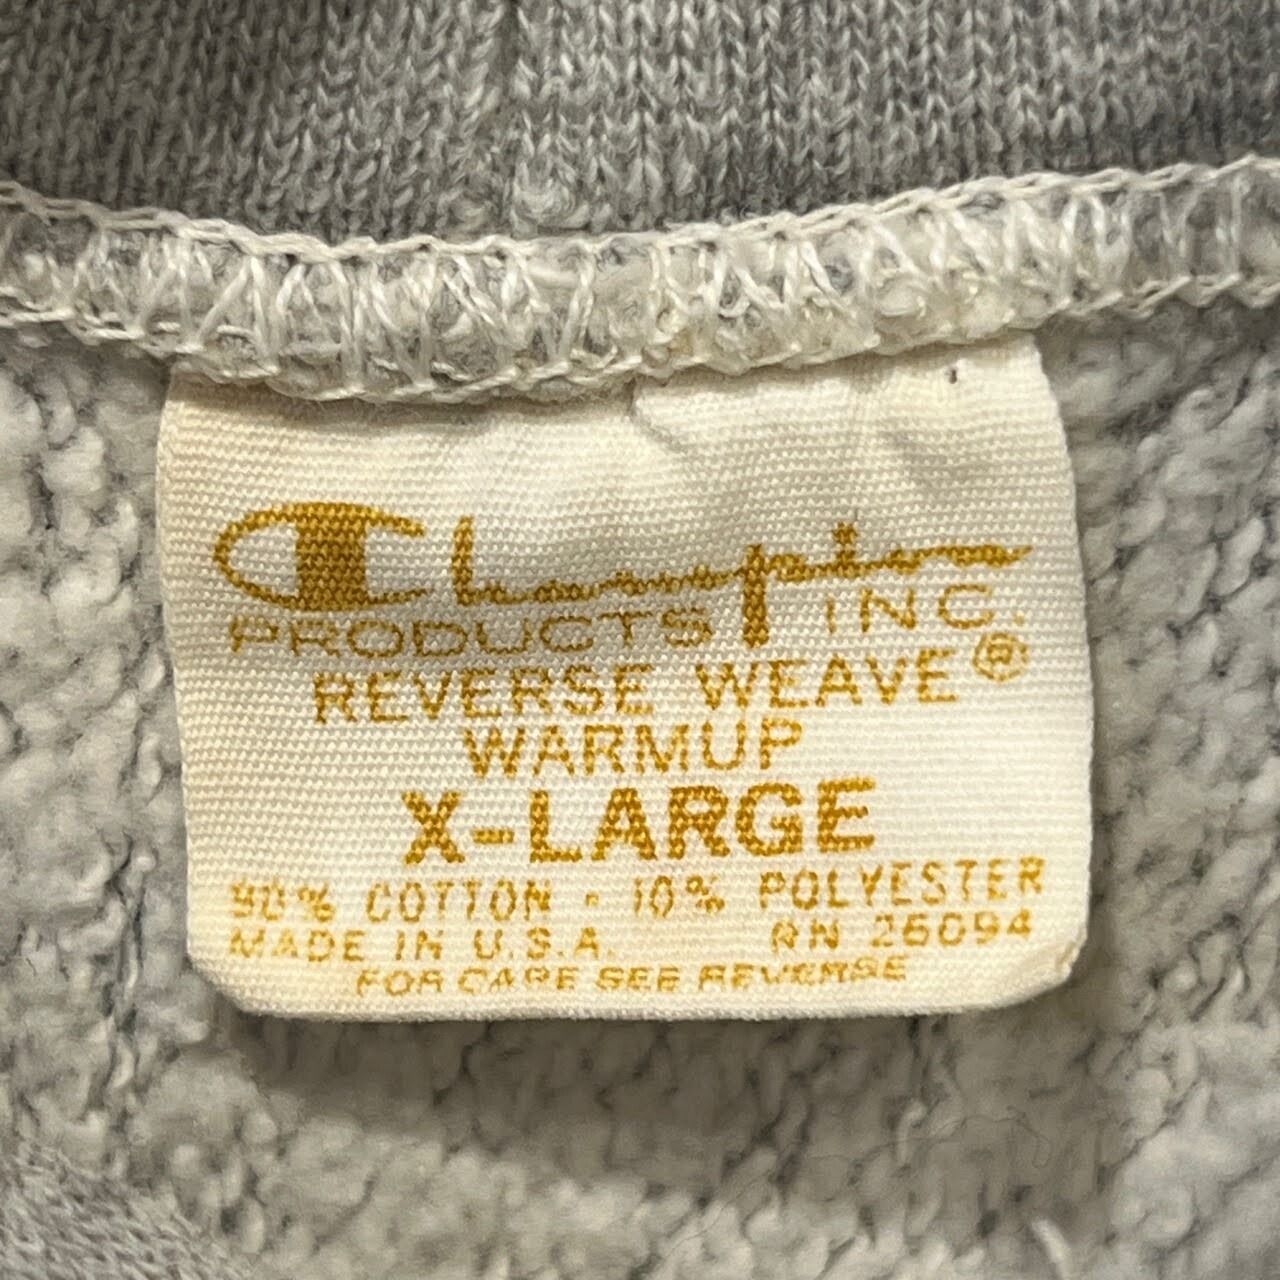 Champion
PRODUCTS INC.
REVERSE WEAVE®
WARMUP
X-LARGE
90% COTTON · 10% POLYESTER
MADE IN U.S.A. RN 26094
FOR CARE SEE REVERSE